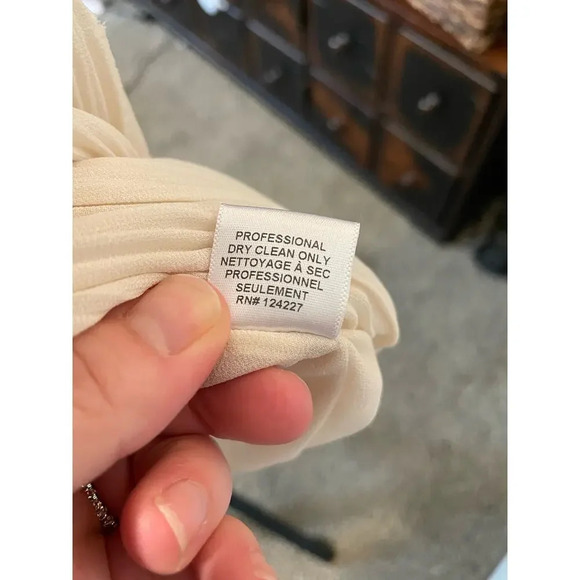 PROFESSIONAL
DRY CLEAN ONLY
NETTOYAGE À SEC
PROFESSIONNEL
SEULEMENT
RN# 124227